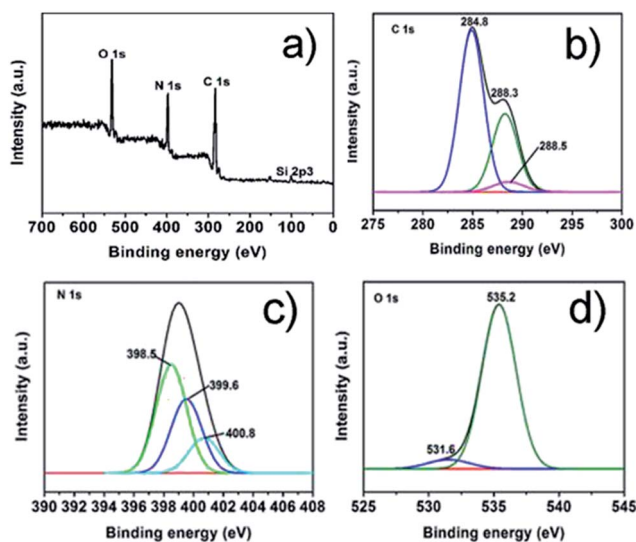 a)
O 1s
N 1s
C 1s
Si 2p3
Intensity (a.u.)
700 600 500 400 300 200 100 0
Binding energy (eV)
C 1s
b)
284.8
288.3
288.5
Intensity (a.u.)
275 280 285 290 295 300
Binding energy (eV)
N 1s
c)
398.5
399.6
400.8
Intensity (a.u.)
390 392 394 396 398 400 402 404 406 408
Binding energy (eV)
O 1s
d)
535.2
531.6
Intensity (a.u.)
525 530 535 540 545
Binding energy (eV)